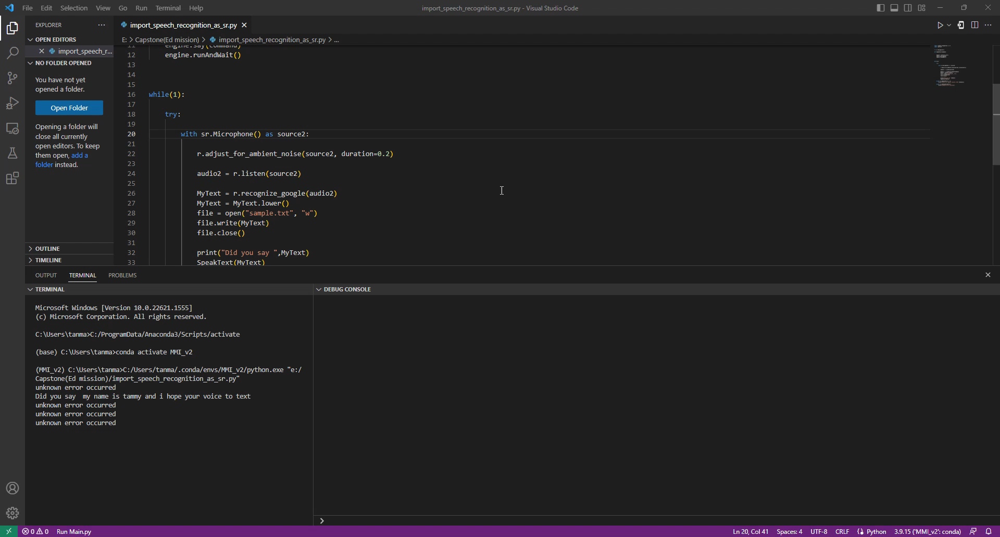 File Edit Selection View Go Run Terminal Help
import_speech_recognition_as_sr.py - Visual Studio Code
EXPLORER
import_speech_recognition_as_sr.py
OPEN EDITORS
import_speech_r...
NO FOLDER OPENED
You have not yet
opened a folder.
Open Folder
Opening a folder will
close all currently
open editors. To keep
them open, add a
folder instead.
OUTLINE
TIMELINE
E: > Capstone(Ed mission) > import_speech_recognition_as_sr.py > ...
11 engine.say(command)
12 engine.runAndWait()
13
14
15
16 while(1):
17
18 try:
19
20 with sr.Microphone() as source2:
21
22 r.adjust_for_ambient_noise(source2, duration=0.2)
23
24 audio2 = r.listen(source2)
25
26 MyText = r.recognize_google(audio2)
27 MyText = MyText.lower()
28 file = open("sample.txt", "w")
29 file.write(MyText)
30 file.close()
31
32 print("Did you say ",MyText)
33 SpeakText(MyText)
OUTPUT TERMINAL PROBLEMS
TERMINAL
Microsoft Windows [Version 10.0.22621.1555]
(c) Microsoft Corporation. All rights reserved.
C:\Users\tanma>C:/ProgramData/Anaconda3/Scripts/activate
(base) C:\Users\tanma>conda activate MMI_v2
(MMI_v2) C:\Users\tanma>C:/Users/tanma/.conda/envs/MMI_v2/python.exe "e:/
Capstone(Ed mission)/import_speech_recognition_as_sr.py"
unknown error occurred
Did you say  my name is tammy and i hope your voice to text
unknown error occurred
unknown error occurred
unknown error occurred
DEBUG CONSOLE
0 0 Run Main.py
Ln 20, Col 41 Spaces: 4 UTF-8 CRLF Python 3.9.15 ('MMI_v2': conda)